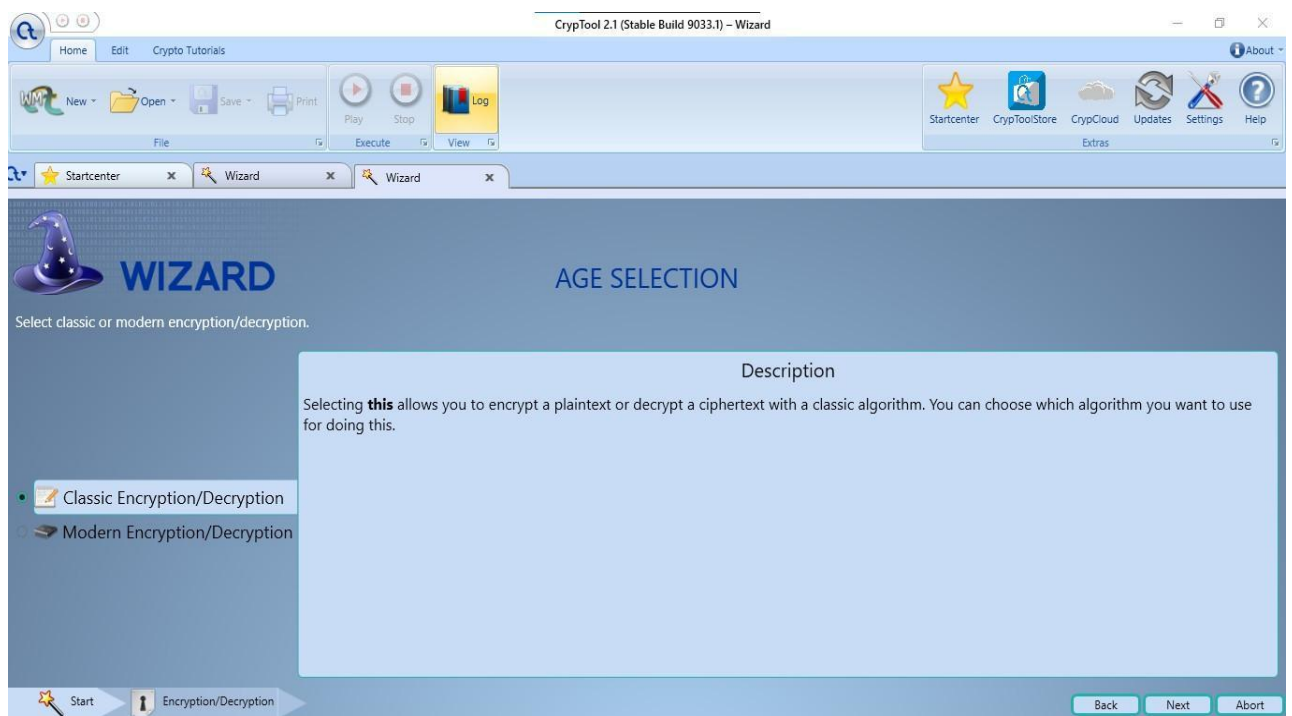 CrypTool 2.1 (Stable Build 9033.1) – Wizard
Home Edit Crypto Tutorials
About
New Open Save Print
Play Stop
Log
Startcenter CrypToolStore CrypCloud Updates Settings Help
File Execute View Extras
Startcenter Wizard Wizard
WIZARD
AGE SELECTION
Select classic or modern encryption/decryption.
Description
Selecting this allows you to encrypt a plaintext or decrypt a ciphertext with a classic algorithm. You can choose which algorithm you want to use
for doing this.
Classic Encryption/Decryption
Modern Encryption/Decryption
Start Encryption/Decryption
Back Next Abort